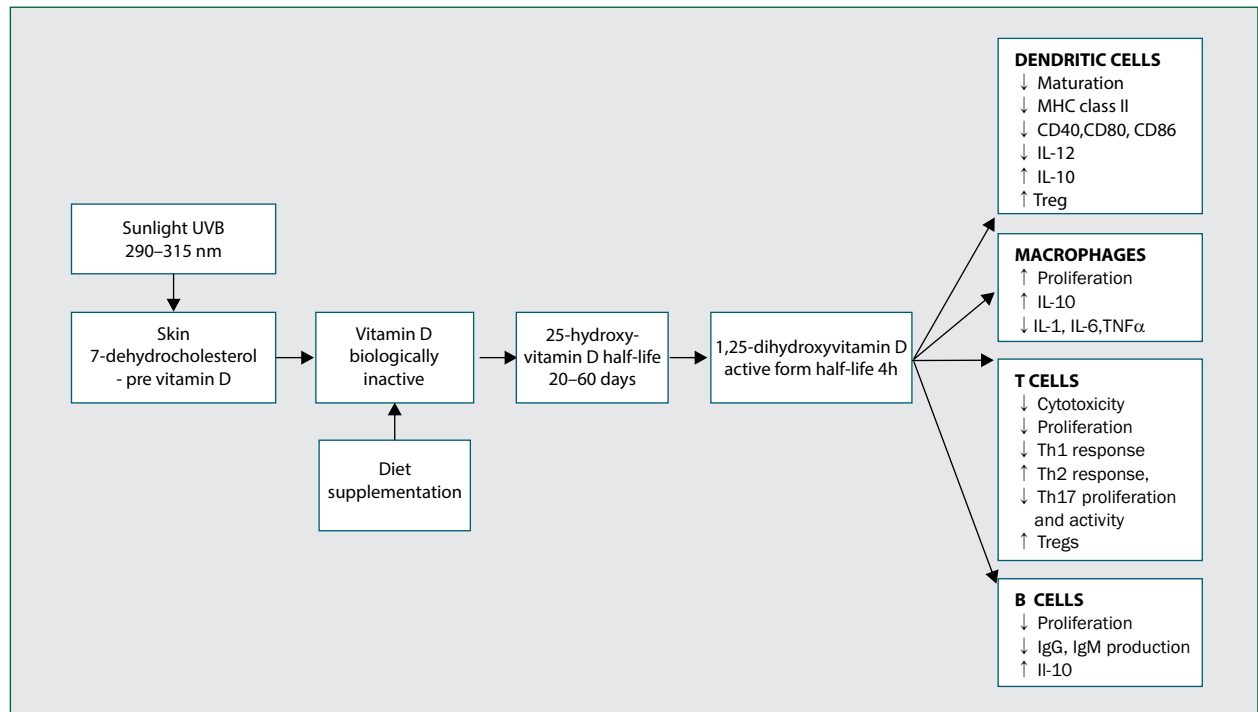 Sunlight UVB
290–315 nm
Skin
7-dehydrocholesterol
- pre vitamin D
Vitamin D
biologically
inactive
Diet
supplementation
25-hydroxy-
vitamin D half-life
20–60 days
1,25-dihydroxyvitamin D
active form half-life 4h
DENDRITIC CELLS
↓ Maturation
↓ MHC class II
↓ CD40,CD80, CD86
↓ IL-12
↑ IL-10
↑ Treg
MACROPHAGES
↑ Proliferation
↑ IL-10
↓ IL-1, IL-6,TNFα
T CELLS
↓ Cytotoxicity
↓ Proliferation
↓ Th1 response
↑ Th2 response,
↓ Th17 proliferation
and activity
↑ Tregs
B CELLS
↓ Proliferation
↓ IgG, IgM production
↑ Il-10